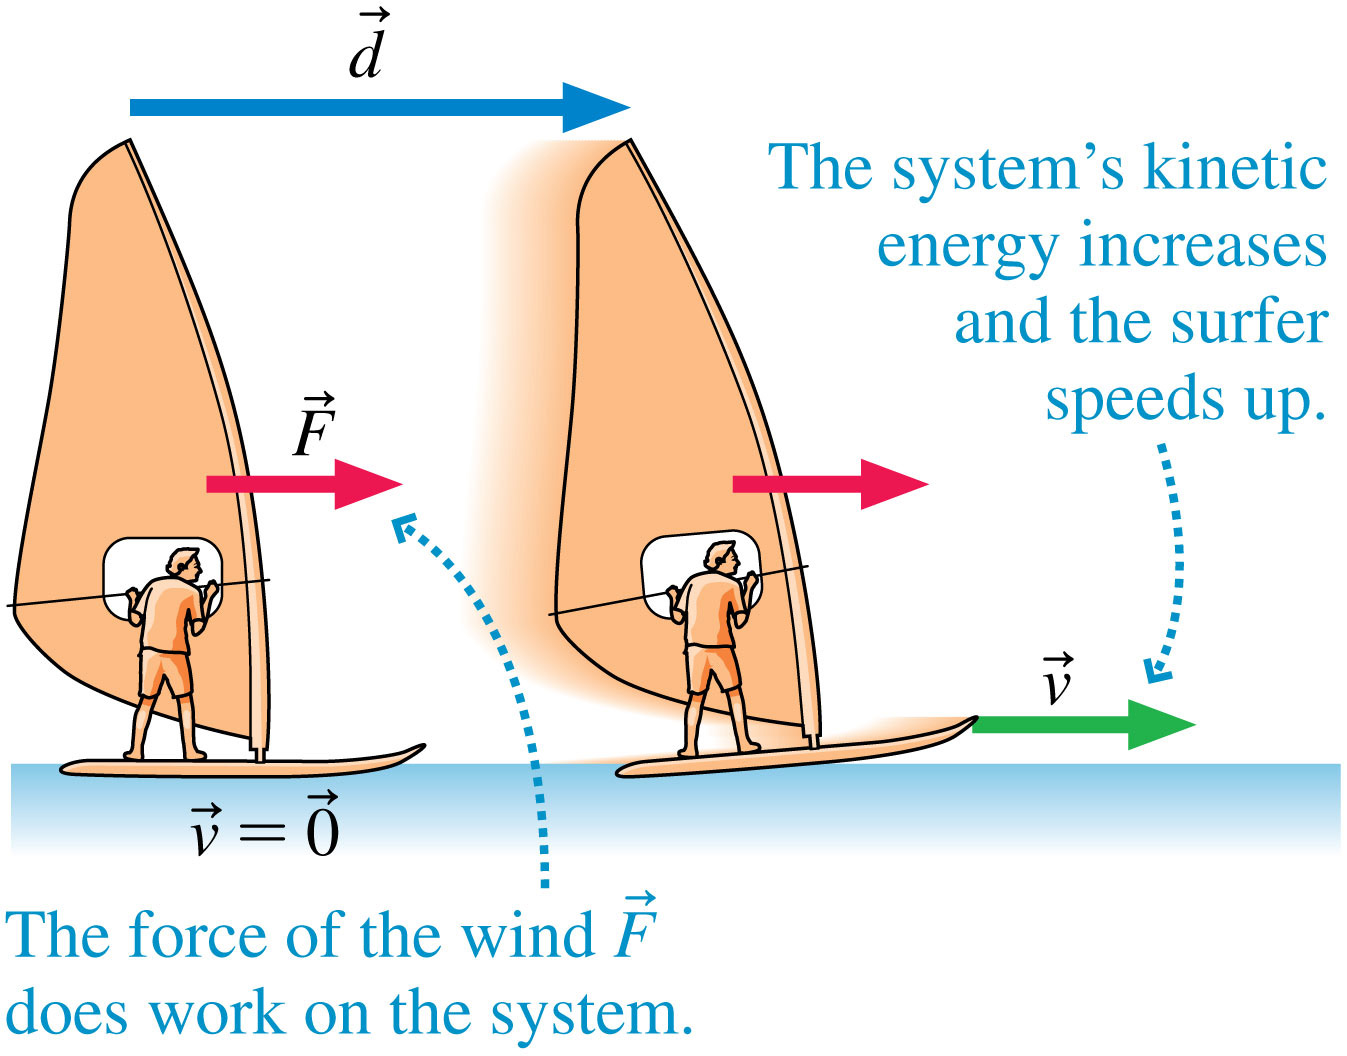 d⃗
The system’s kinetic
energy increases
and the surfer
speeds up.
F⃗
v⃗
v⃗ = 0⃗
The force of the wind F⃗
does work on the system.